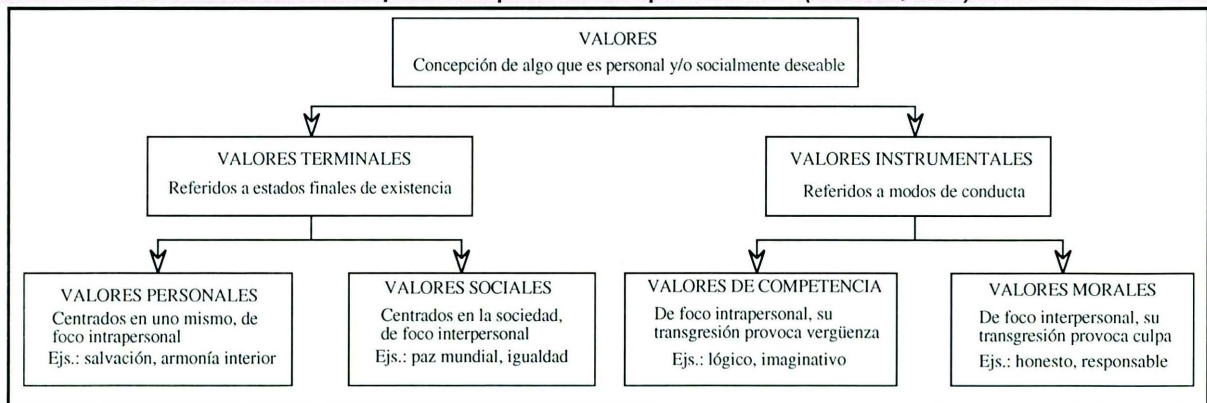 VALORES
Concepción de algo que es personal y/o socialmente deseable
VALORES TERMINALES
Referidos a estados finales de existencia
VALORES INSTRUMENTALES
Referidos a modos de conducta
VALORES PERSONALES
Centrados en uno mismo, de
foco intrapersonal
Ejs.: salvación, armonía interior
VALORES SOCIALES
Centrados en la sociedad,
de foco interpersonal
Ejs.: paz mundial, igualdad
VALORES DE COMPETENCIA
De foco intrapersonal, su
transgresión provoca vergüenza
Ejs.: lógico, imaginativo
VALORES MORALES
De foco interpersonal, su
transgresión provoca culpa
Ejs.: honesto, responsable